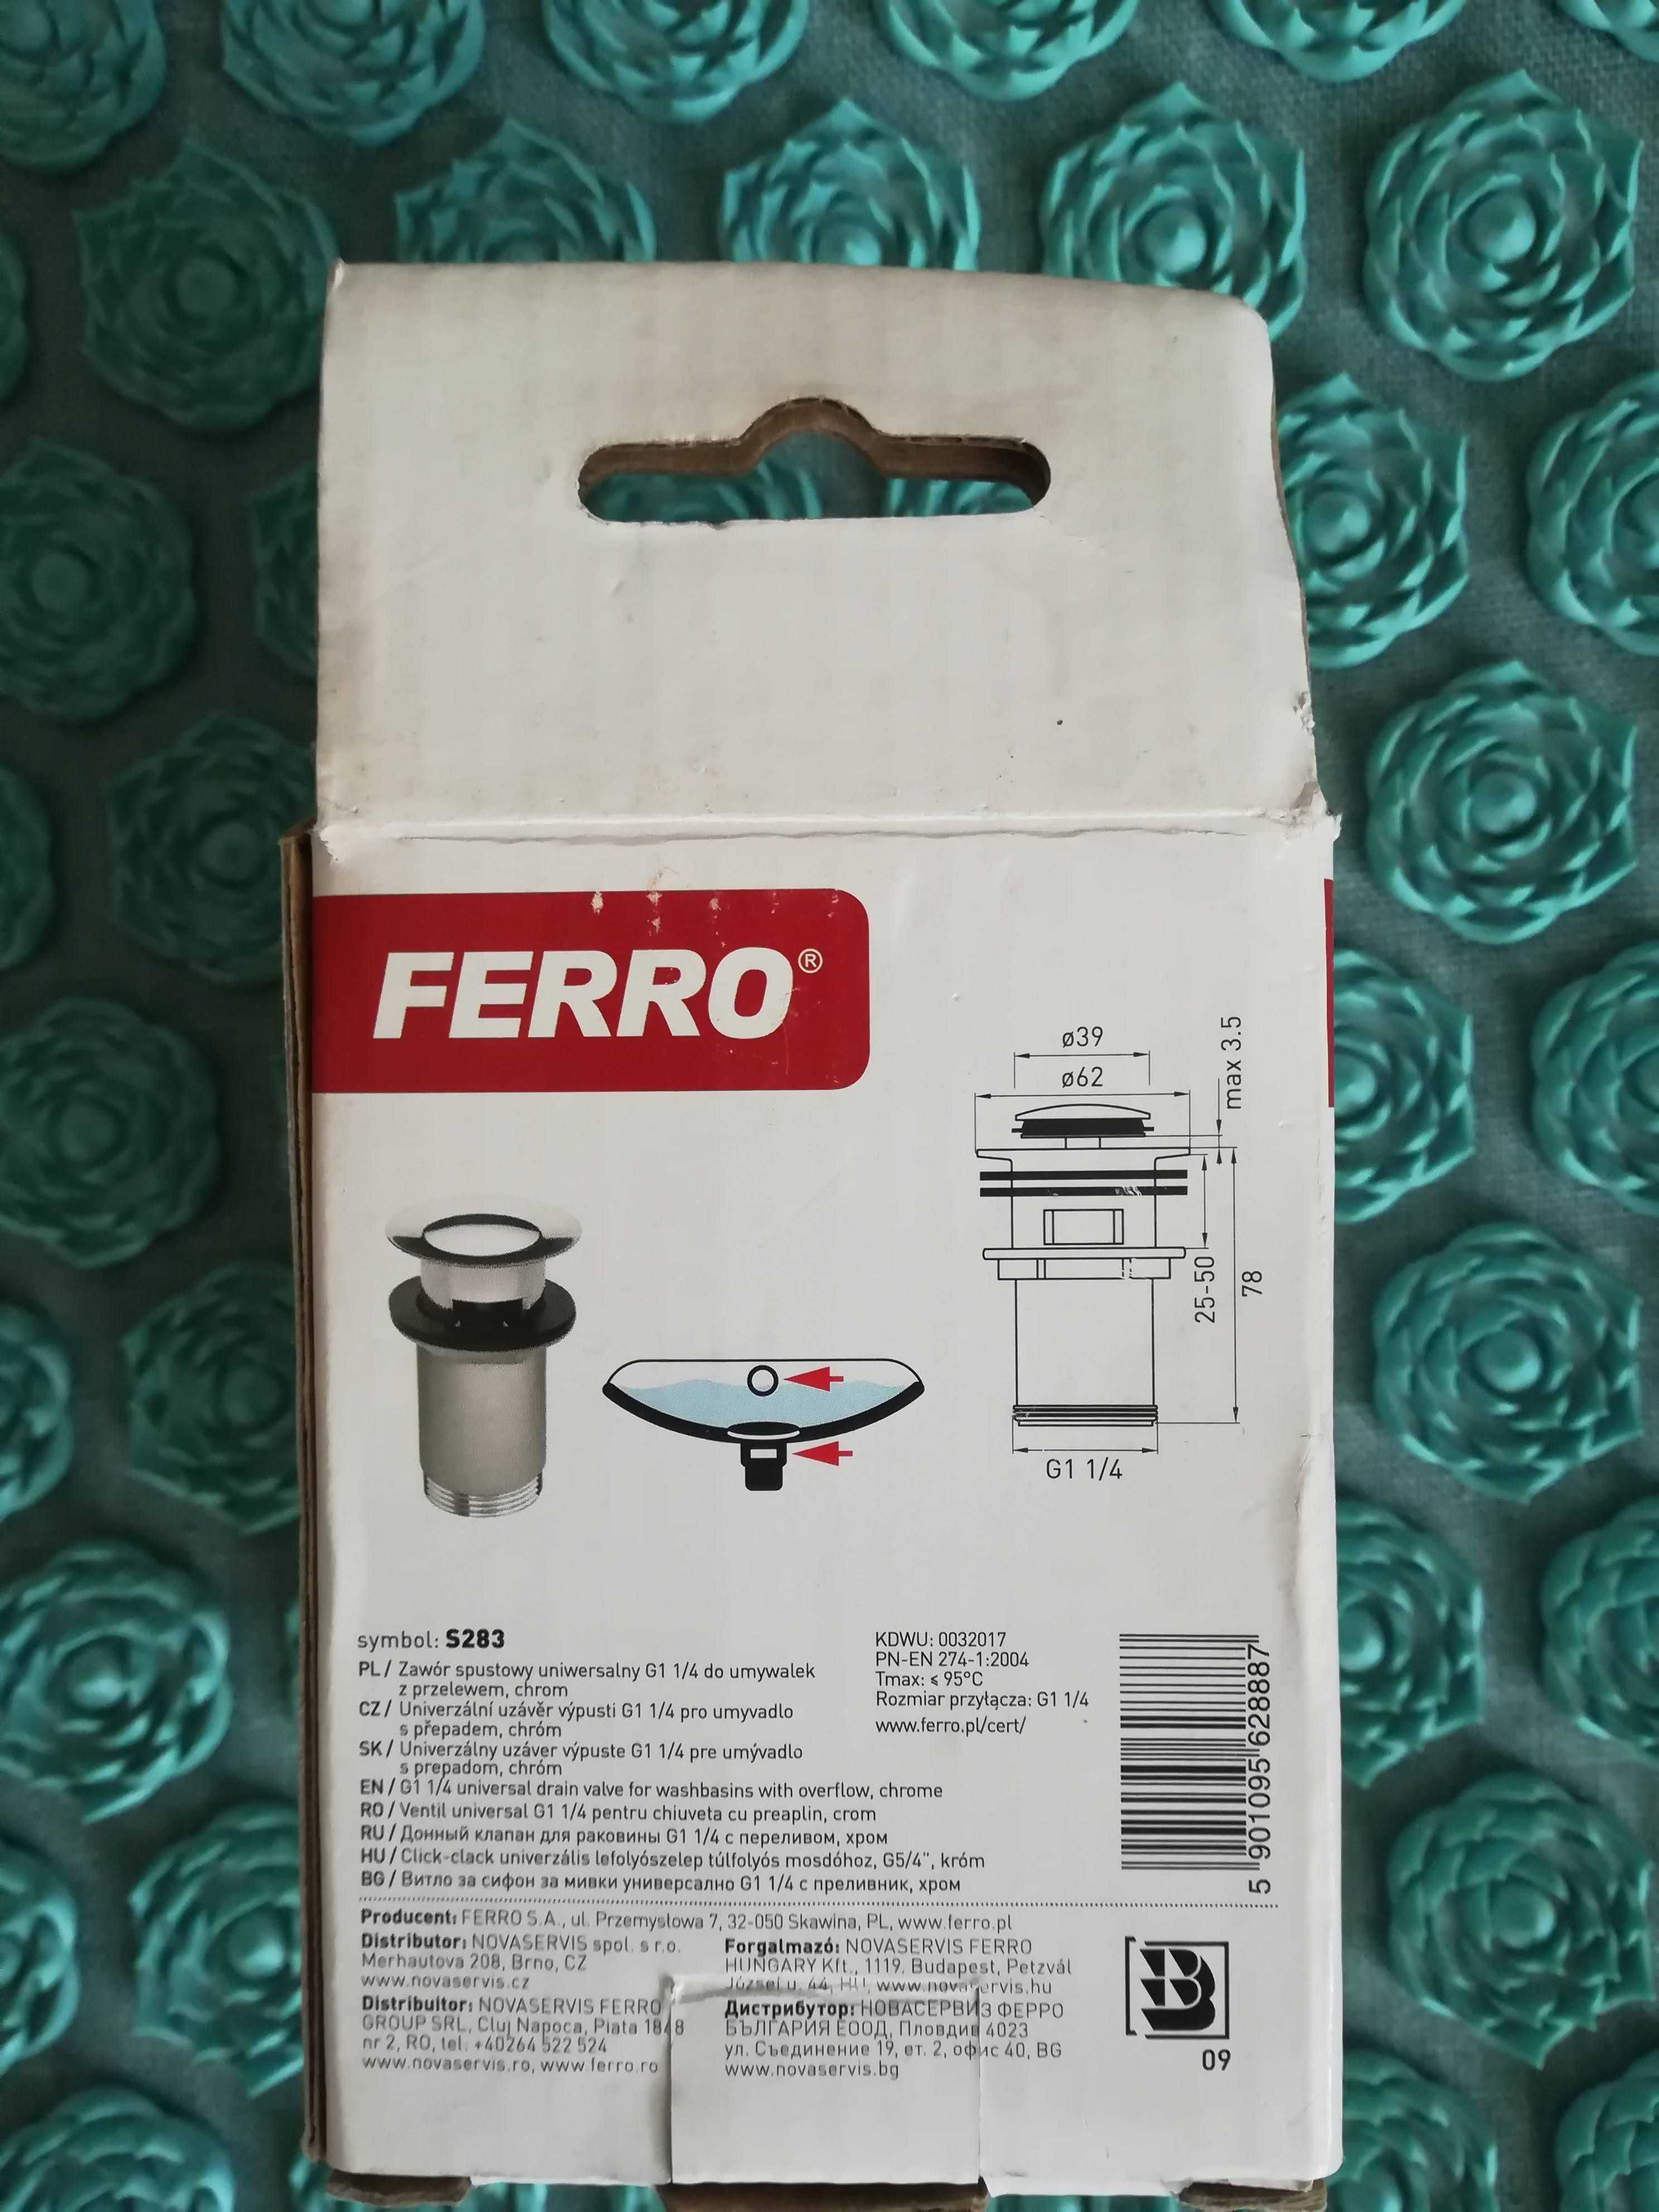 FERRO®
ø39
ø62
max 3.5
25-50
78
G1 1/4
symbol: S283
PL / Zawór spustowy uniwersalny G1 1/4 do umywalek
z przelewem, chrom
CZ / Univerzální uzávěr výpusti G1 1/4 pro umyvadlo
s přepadem, chróm
SK / Univerzálny uzáver výpuste G1 1/4 pre umývadlo
s prepadom, chróm
EN / G1 1/4 universal drain valve for washbasins with overflow, chrome
RO / Ventil universal G1 1/4 pentru chiuveta cu preaplin, crom
RU / Донный клапан для раковины G1 1/4 с переливом, хром
HU / Click-clack univerzális lefolyószelep túlfolyós mosdóhoz, G5/4", króm
BG / Витло за сифон за мивки универсално G1 1/4 с преливник, хром
KDWU: 0032017
PN-EN 274-1:2004
Tmax: ≤ 95°C
Rozmiar przyłącza: G1 1/4
www.ferro.pl/cert/
5 901095 628887
Producent: FERRO S.A., ul. Przemysłowa 7, 32-050 Skawina, PL, www.ferro.pl
Distributor: NOVASERVIS spol. s r.o.
Merhautova 208, Brno, CZ
www.novaservis.cz
Distribuitor: NOVASERVIS FERRO
GROUP SRL, Cluj Napoca, Piata 1848
nr 2, RO, tel. +40264 522 524
www.novaservis.ro, www.ferro.ro
Forgalmazó: NOVASERVIS FERRO
HUNGARY Kft., 1119. Budapest, Petzvál
József u. 44, HU, www.novaservis.hu
Дистрибутор: НОВАСЕРВИЗ ФЕРРО
БЪЛГАРИЯ ЕООД, Пловдив 4023
ул. Съединение 19, ет. 2, офис 40, BG
www.novaservis.bg
B
09